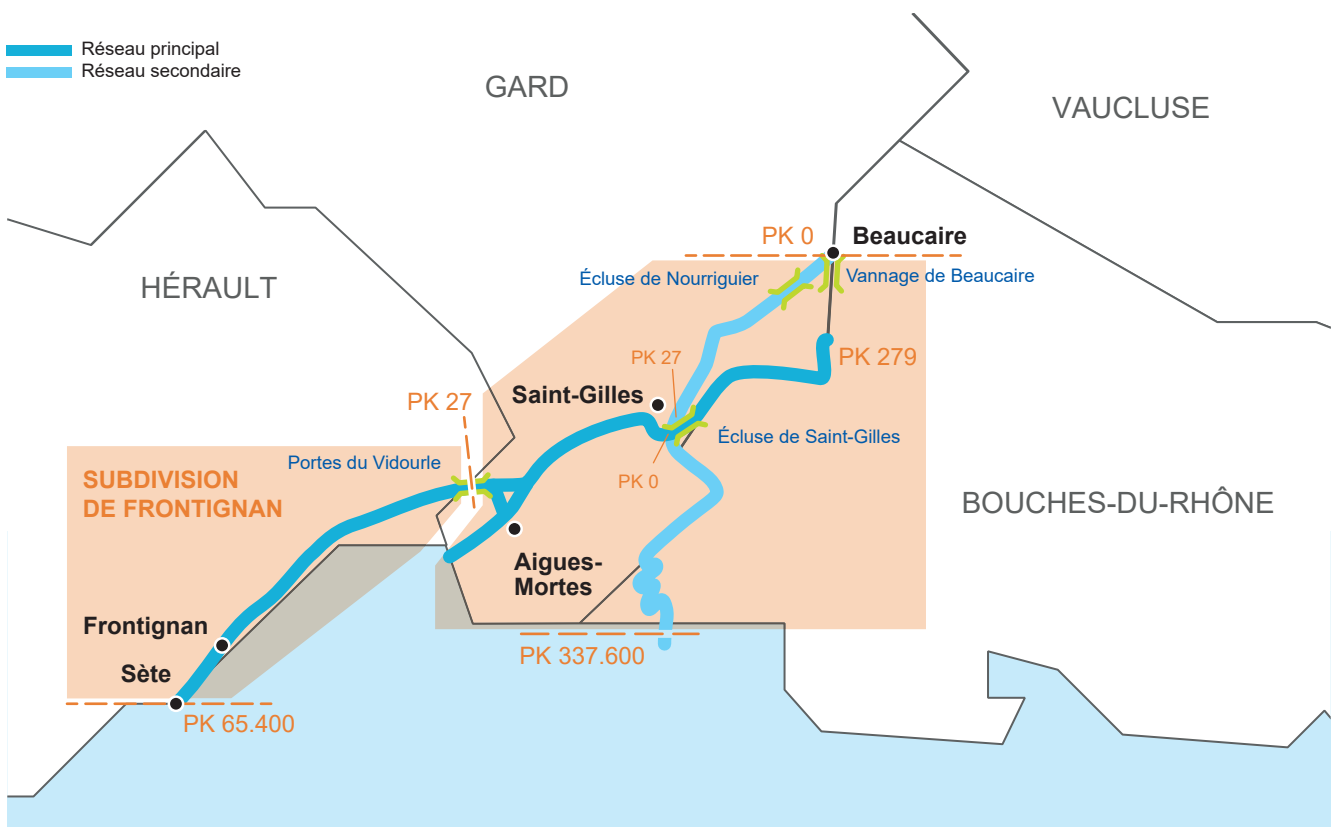 Réseau principal
Réseau secondaire
GARD
VAUCLUSE
HÉRAULT
PK 0
Beaucaire
Écluse de Nourriguier
Vannage de Beaucaire
PK 27
PK 279
Saint-Gilles
PK 27
Écluse de Saint-Gilles
Portes du Vidourle
SUBDIVISION
DE FRONTIGNAN
PK 0
BOUCHES-DU-RHÔNE
Aigues-
Mortes
Frontignan
PK 337.600
Sète
PK 65.400